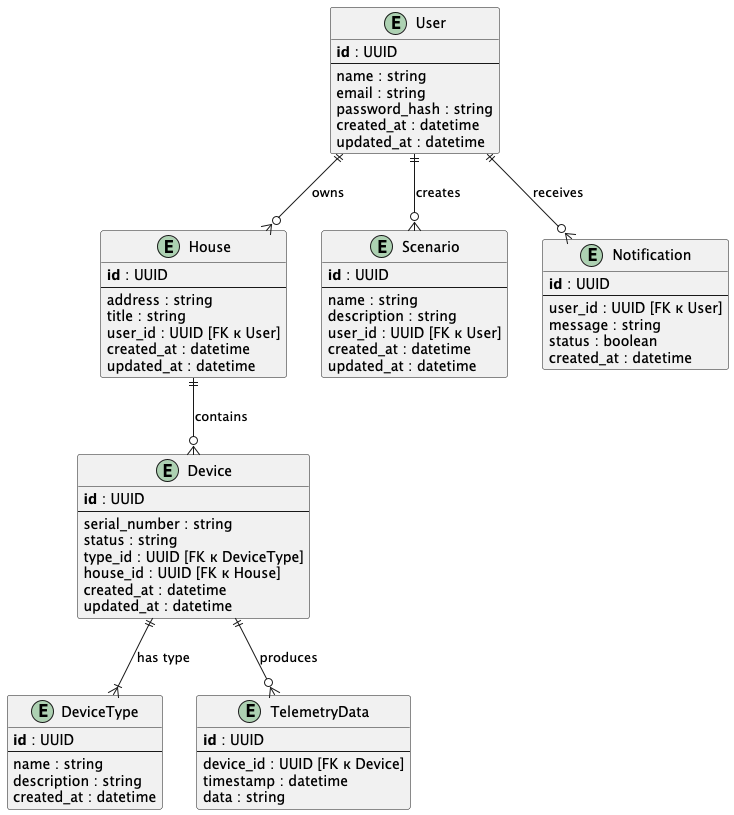 E User
id : UUID
name : string
email : string
password_hash : string
created_at : datetime
updated_at : datetime
owns
creates
receives
E House
id : UUID
address : string
title : string
user_id : UUID [FK к User]
created_at : datetime
updated_at : datetime
E Scenario
id : UUID
name : string
description : string
user_id : UUID [FK к User]
created_at : datetime
updated_at : datetime
E Notification
id : UUID
user_id : UUID [FK к User]
message : string
status : boolean
created_at : datetime
contains
E Device
id : UUID
serial_number : string
status : string
type_id : UUID [FK к DeviceType]
house_id : UUID [FK к House]
created_at : datetime
updated_at : datetime
has type
produces
E DeviceType
id : UUID
name : string
description : string
created_at : datetime
E TelemetryData
id : UUID
device_id : UUID [FK к Device]
timestamp : datetime
data : string